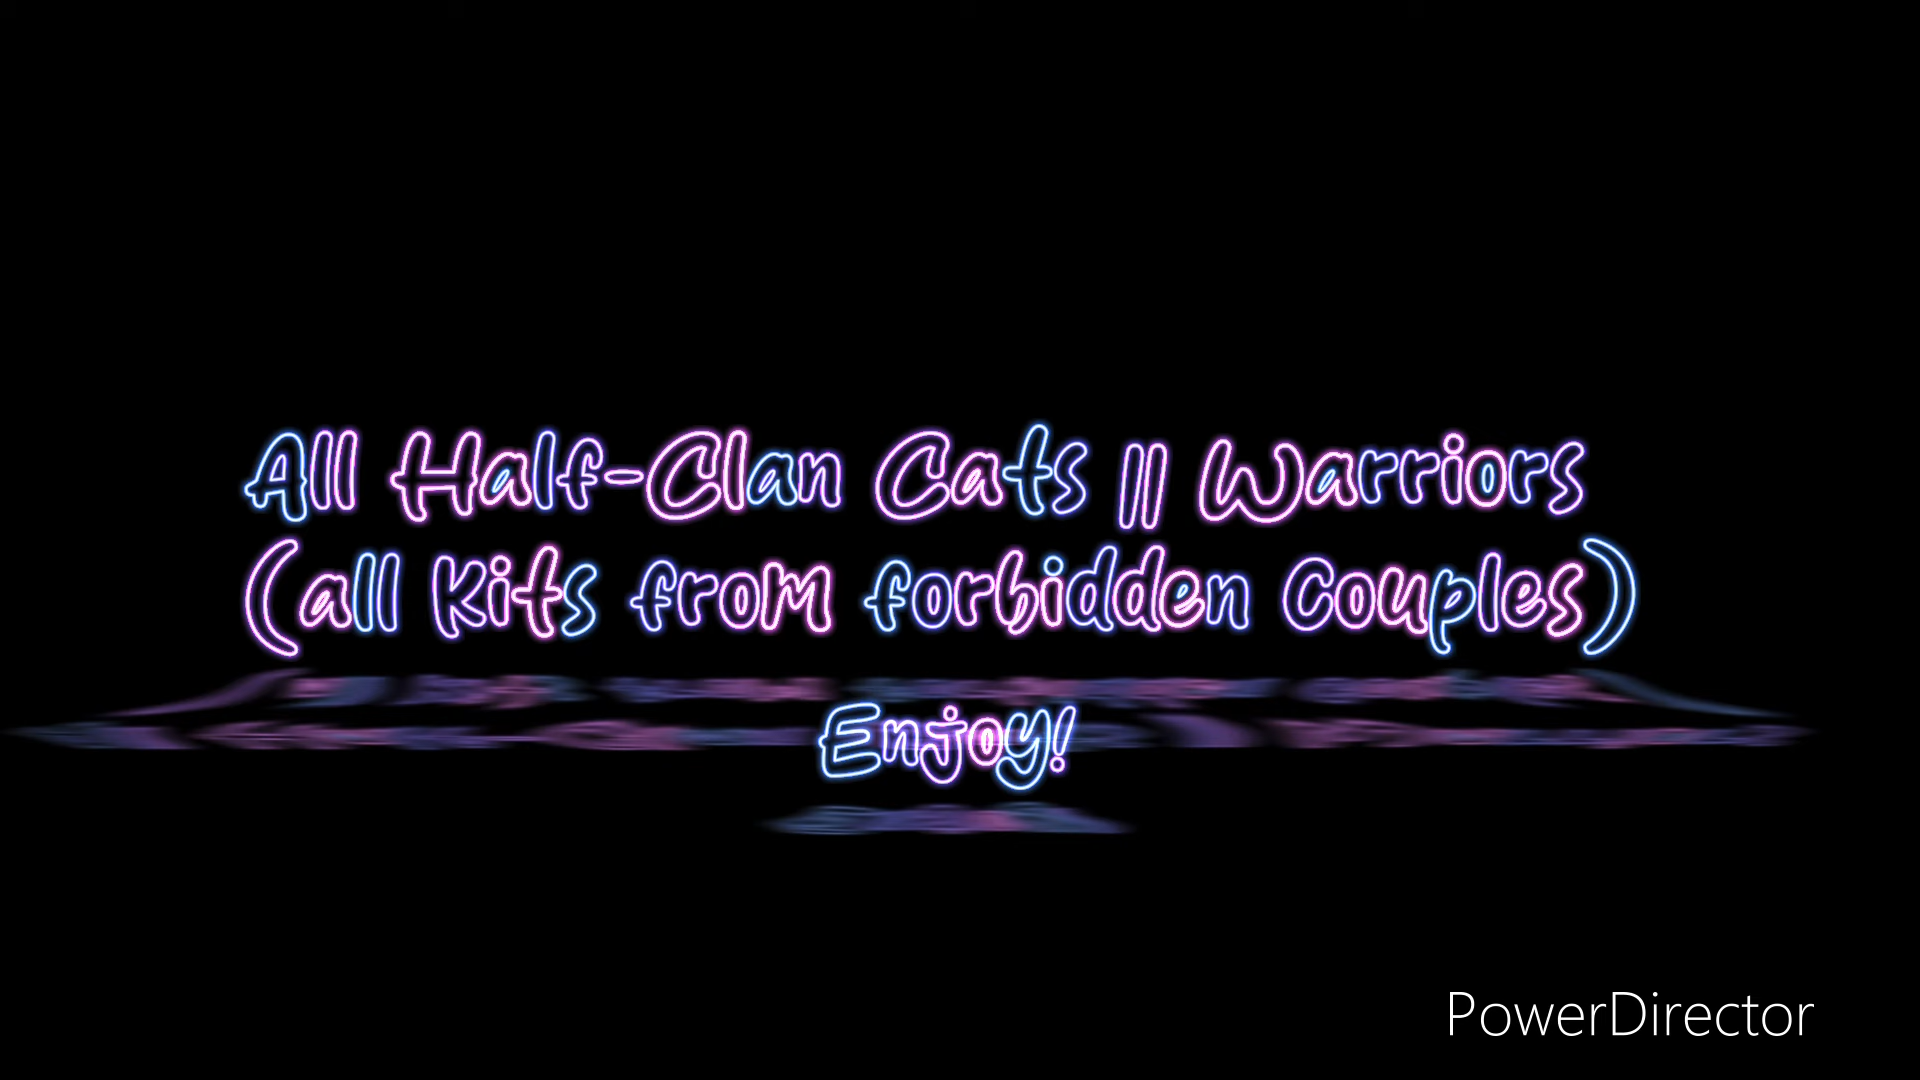 All Half-Clan Cats || Warriors
(all Kits from forbidden Couples)
Enjoy!
PowerDirector